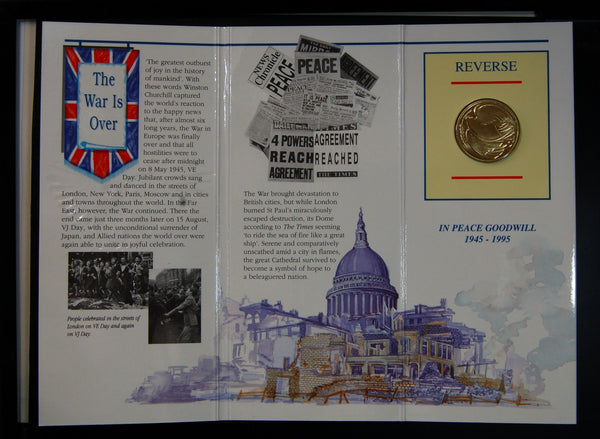 The
War Is
Over
'The greatest outburst
of joy in the history
of mankind'. With
these words Winston
Churchill captured
the world's reaction
to the happy news
that, after almost six
long years, the War in
Europe was finally
over and that all
hostilities were to
cease after midnight
on 8 May 1945, VE
Day. Jubilant crowds sang
and danced in the streets of
London, New York, Paris, Moscow and in cities
and towns throughout the world. In the Far
East, however, the War continued. There the
end came just three months later on 15 August,
VJ Day, with the unconditional surrender of
Japan, and Allied nations the world over were
again able to unite in joyful celebration.
People celebrated in the streets of
London on VE Day and again
on VJ Day.
NEWS
Chronicle
PEACE
PEACE
AGREEMENT
4 POWERS
REACH
AGREEMENT
AGREEMENT
REACHED
THE TIMES
The War brought devastation to
British cities, but while London
burned St Paul's miraculously
escaped destruction, its Dome
according to The Times seeming
to ride the sea of fire like a great
ship'. Serene and comparatively
unscathed amid a city in flames,
the great Cathedral survived to
become a symbol of hope to
a beleaguered nation.
REVERSE
IN PEACE GOODWILL
1945 - 1995